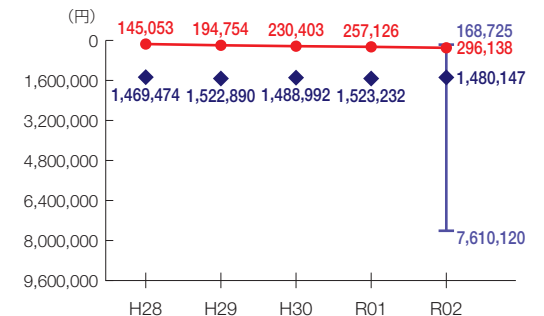 (円)
145,053 194,754 230,403 257,126 168,725
0
296,138
1,600,000
1,469,474 1,522,890 1,488,992 1,523,232 1,480,147
3,200,000
4,800,000
6,400,000
8,000,000
7,610,120
9,600,000
H28 H29 H30 R01 R02